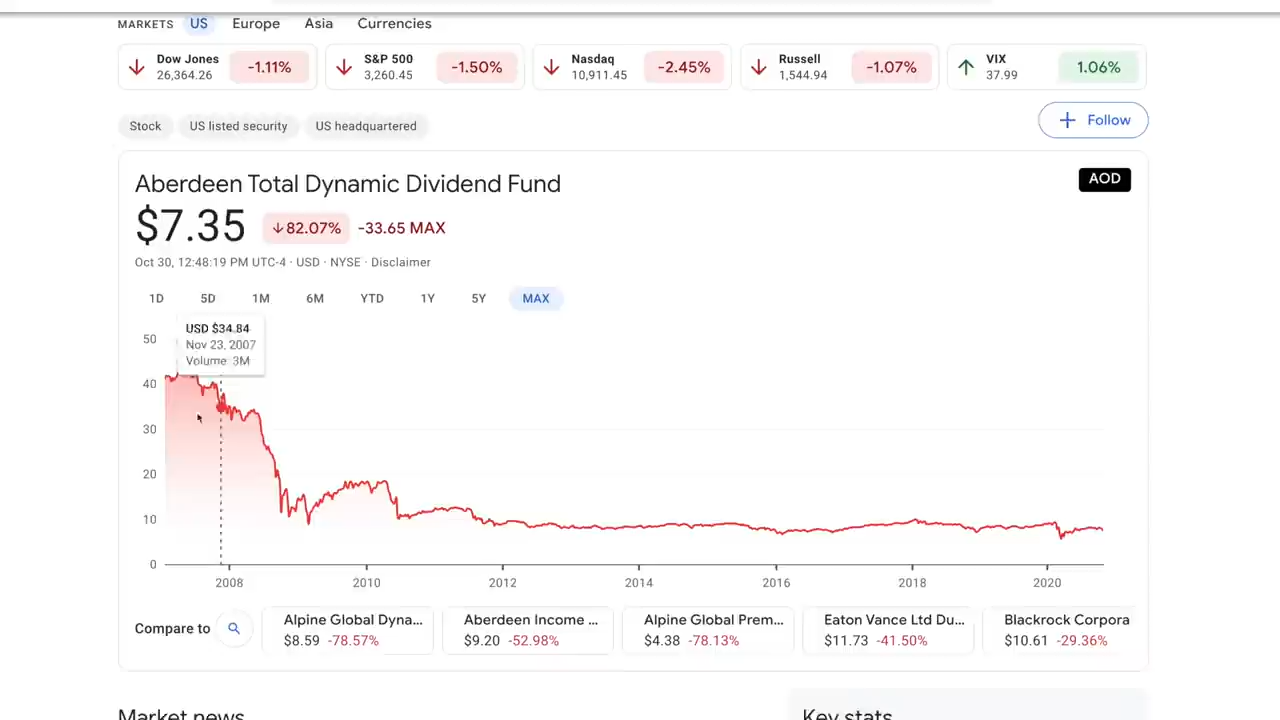 MARKETS US Europe Asia Currencies
Dow Jones 26,364.26 -1.11%
S&P 500 3,260.45 -1.50%
Nasdaq 10,911.45 -2.45%
Russell 1,544.94 -1.07%
VIX 37.99 1.06%
Stock US listed security US headquartered
Follow
Aberdeen Total Dynamic Dividend Fund
AOD
$7.35 82.07% -33.65 MAX
Oct 30, 12:48:19 PM UTC-4 · USD · NYSE · Disclaimer
1D 5D 1M 6M YTD 1Y 5Y MAX
USD $34.84
Nov 23, 2007
Volume: 3M
50
40
30
20
10
0
2008 2010 2012 2014 2016 2018 2020
Compare to
Alpine Global Dyna...
$8.59 -78.57%
Aberdeen Income ...
$9.20 -52.98%
Alpine Global Prem...
$4.38 -78.13%
Eaton Vance Ltd Du...
$11.73 -41.50%
Blackrock Corpora
$10.61 -29.36%
Market news
Key stats